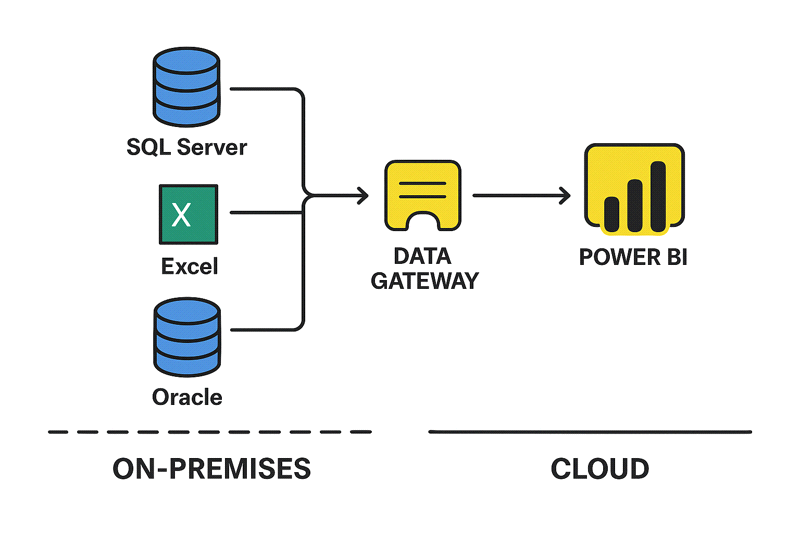 SQL Server
X
Excel
Oracle
DATA
GATEWAY
POWER BI
ON-PREMISES
CLOUD